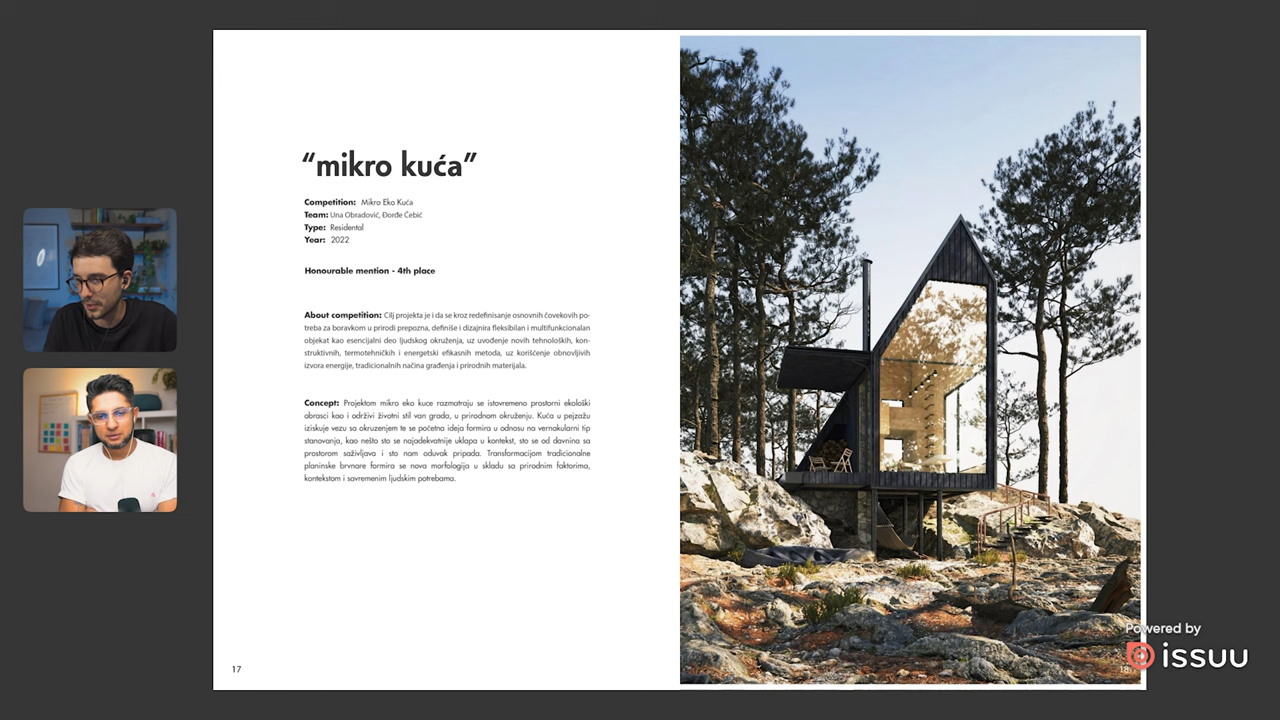 “mikro kuća”
Competition: Mikro Eko Kuća
Team: Una Obradović, Đorđe Čebić
Type: Residental
Year: 2022
Honourable mention - 4th place
About competition: Cilj projekta je i da se kroz redefinisanje osnovnih čovekovih po-
treba za boravkom u prirodi prepozna, definiše i dizajnira fleksibilan i multifunkcionalan
objekat kao esencijalni deo ljudskog okruženja, uz uvođenje novih tehnoloških, kon-
struktivnih, termotehničkih i energetski efikasnih metoda, uz korišćenje obnovljivih
izvora energije, tradicionalnih načina građenja i prirodnih materijala.
Concept: Projektom mikro eko kuce razmatraju se istovremeno prostorni ekološki
obrasci kao i održivi životni stil van grada, u prirodnom okruženju. Kuća u pejzažu
iziskuje vezu sa okruzenjem te se početna ideja formira u odnosu na vernakularni tip
stanovanja, kao nešto sto se najadekvatnije uklapa u kontekst, sto se od davnina sa
prostorom saživljava i sto nam oduvak pripada. Transformacijom tradicionalne
planinske brvnare formira se nova morfologija u skladu sa prirodnim faktorima,
kontekstom i savremenim ljudskim potrebama.
17
18
Powered by
issuu